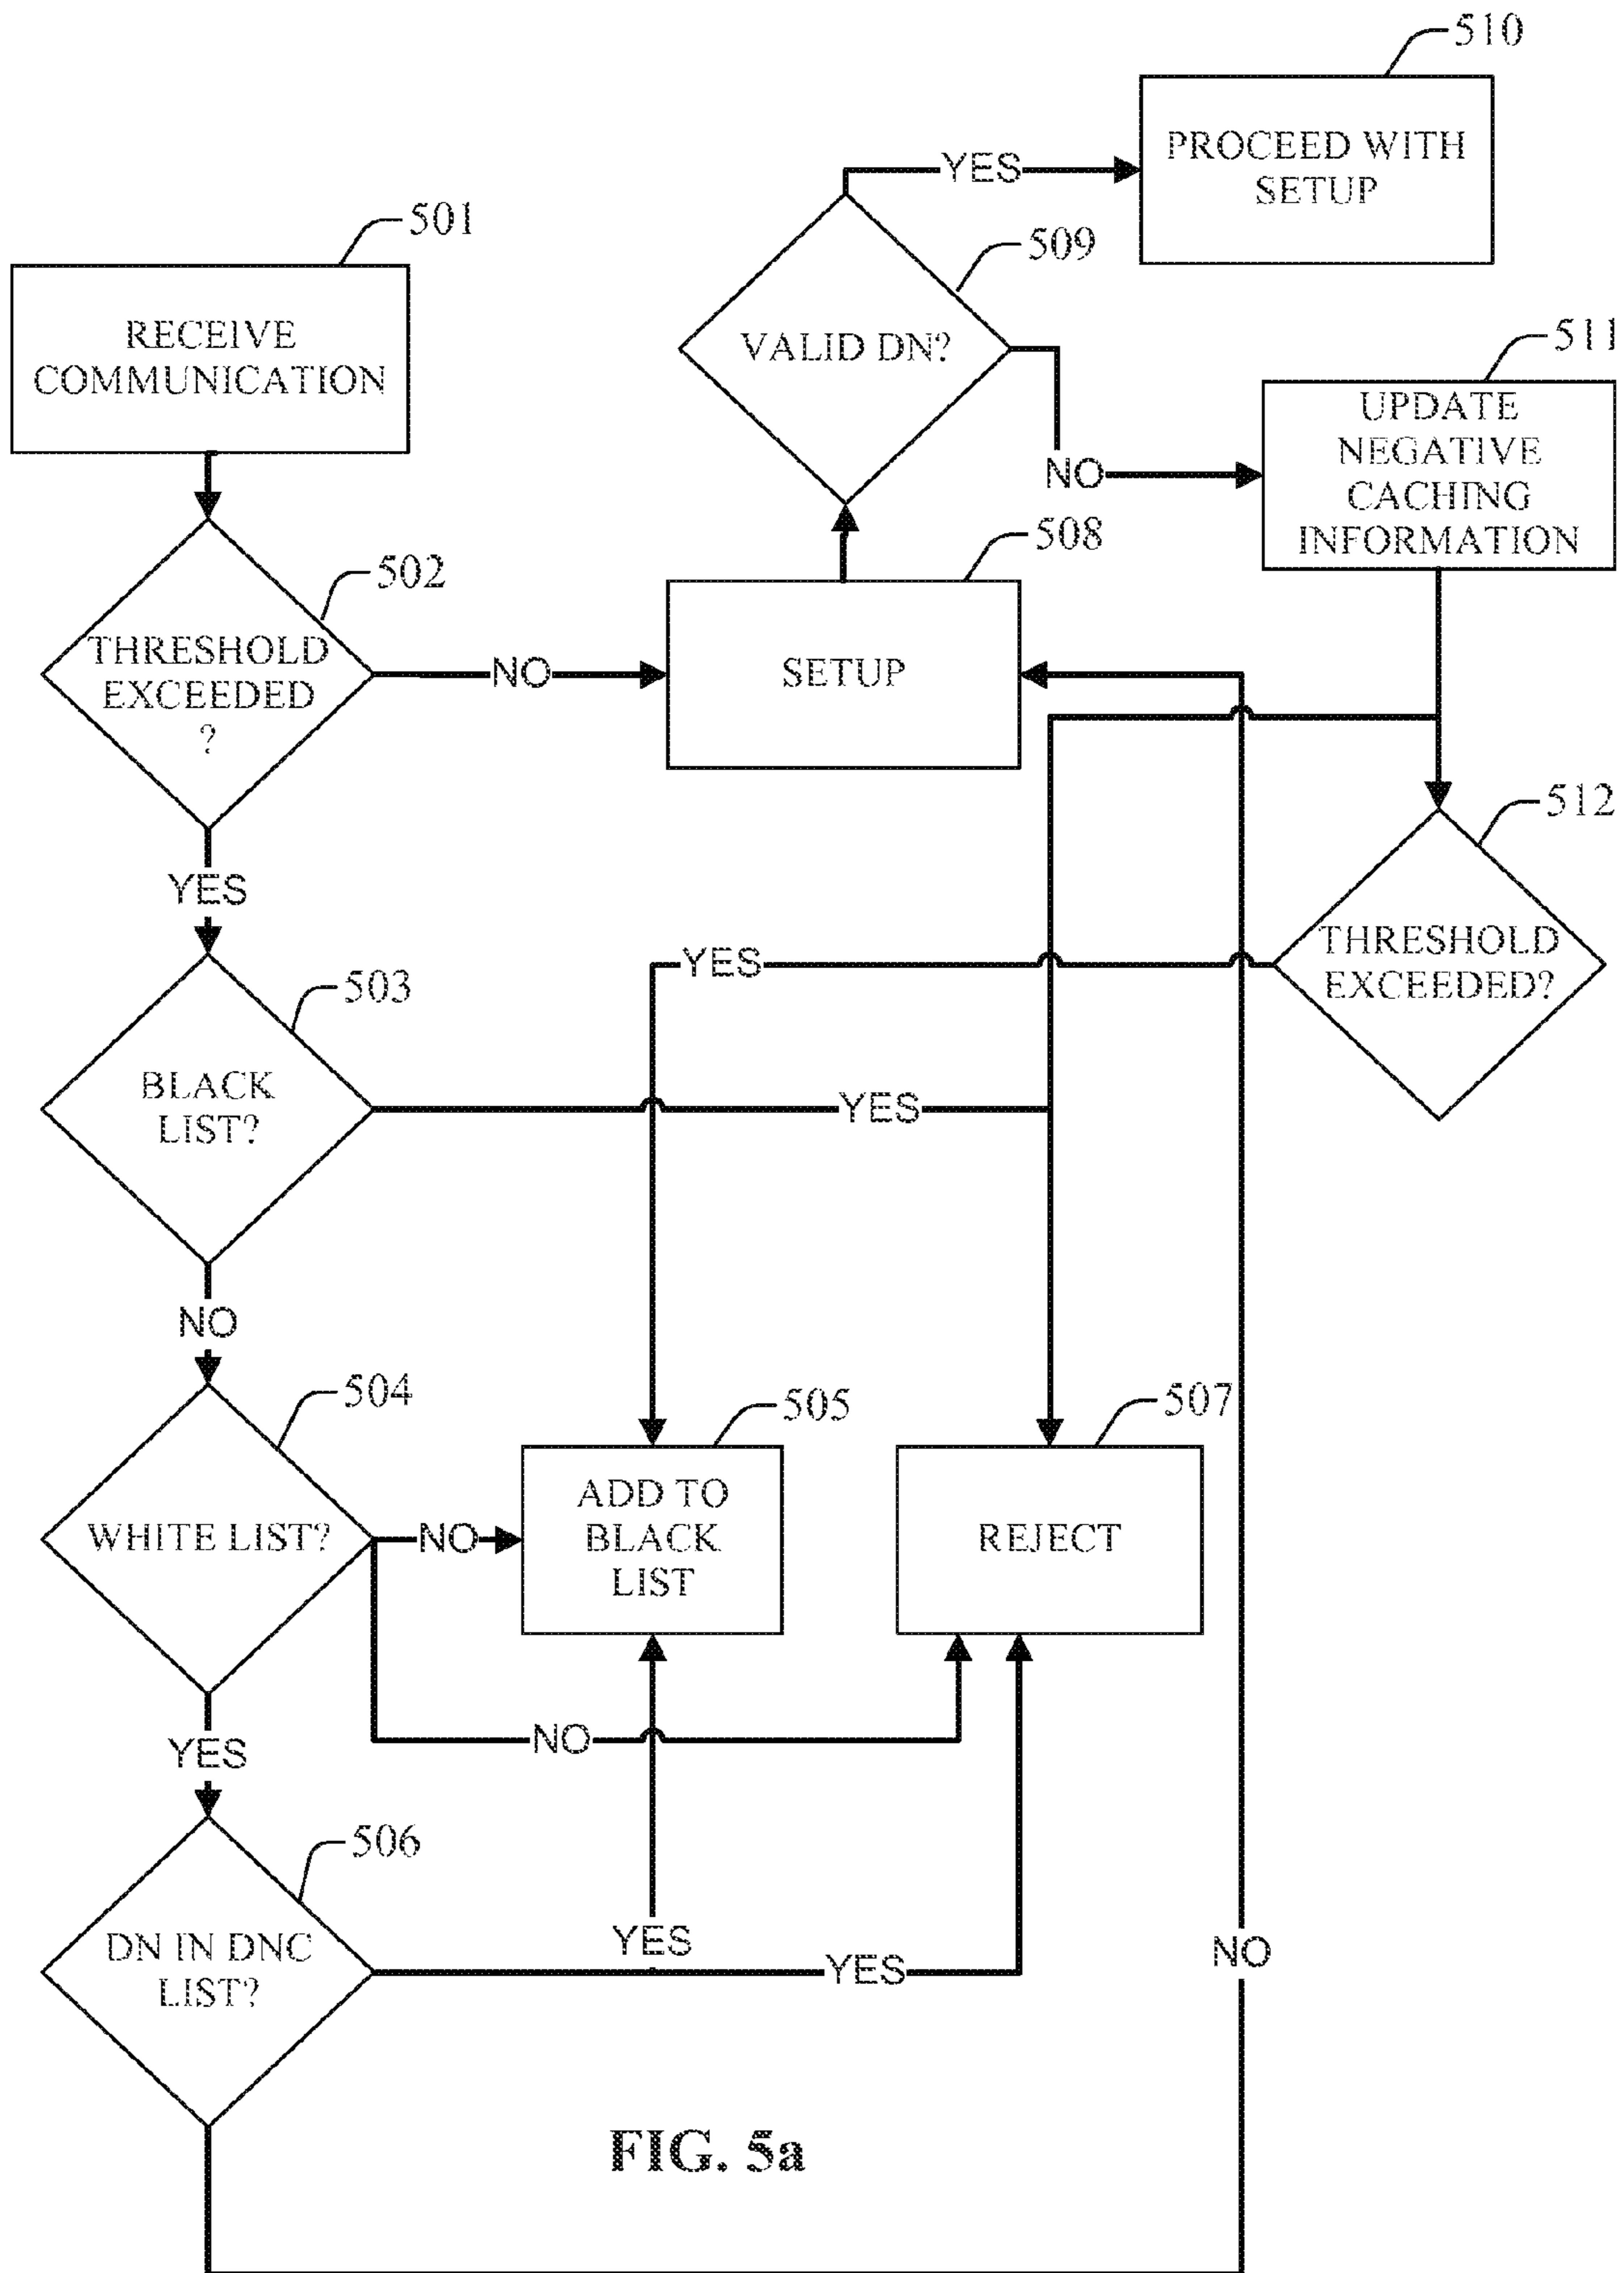 510
PROCEED WITH
SETUP
YES
501
RECEIVE
COMMUNICATION
509
VALID DN?
511
UPDATE
NEGATIVE
CACHING
INFORMATION
NO
508
SETUP
502
THRESHOLD
EXCEEDED
?
NO
YES
512
THRESHOLD
EXCEEDED?
YES
503
BLACK
LIST?
YES
NO
504
WHITE LIST?
NO
505
ADD TO
BLACK
LIST
507
REJECT
NO
YES
506
DN IN DNC
LIST?
YES
YES
NO
FIG. 5a